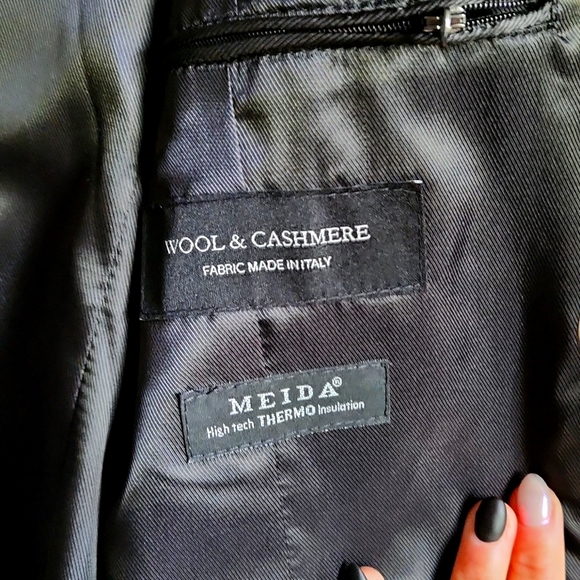 WOOL & CASHMERE
FABRIC MADE IN ITALY
MEIDA®
High tech THERMO Insulation